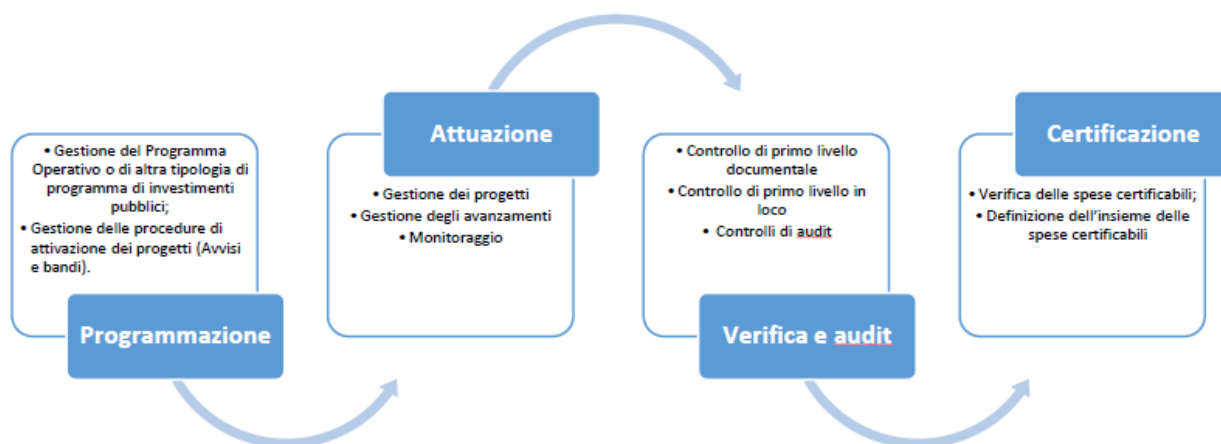 • Gestione del Programma
Operativo o di altra tipologia di
programma di investimenti
pubblici;
• Gestione delle procedure di
attivazione dei progetti (Avvisi
e bandi).
Programmazione
Attuazione
• Gestione dei progetti
• Gestione degli avanzamenti
• Monitoraggio
• Controllo di primo livello
documentale
• Controllo di primo livello in
loco
• Controlli di audit
Verifica e audit
Certificazione
• Verifica delle spese certificabili;
• Definizione dell'insieme delle
spese certificabili